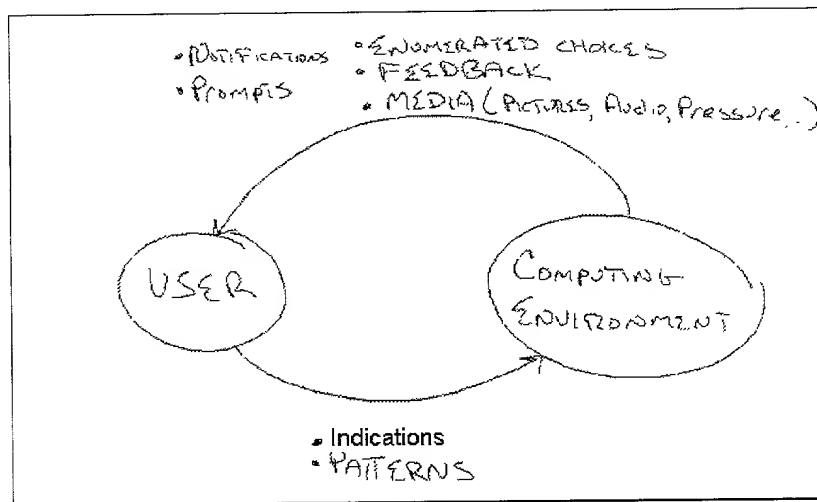 • NOTIFICATIONS
• PROMPTS
• ENUMERATED CHOICES
• FEEDBACK
• MEDIA (PICTURES, AUDIO, Pressure...)
USER
COMPUTING
ENVIRONMENT
• Indications
• PATTERNS